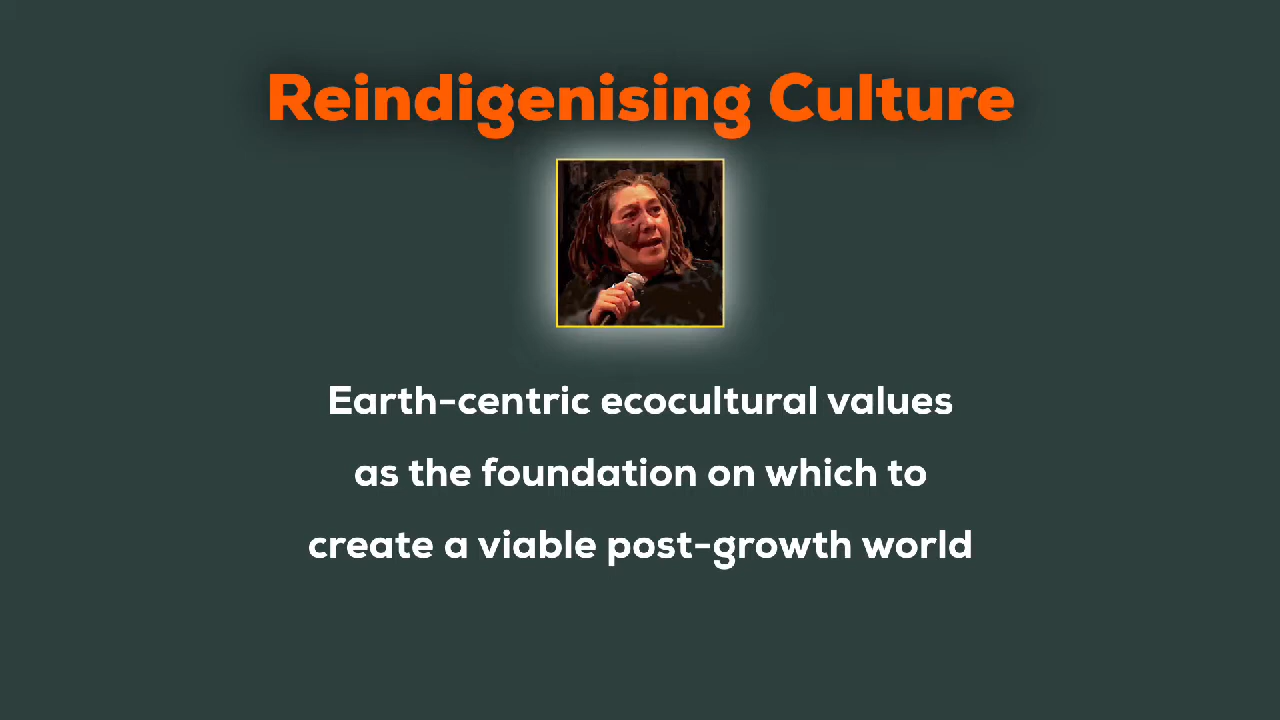 Reindigenising Culture
Earth-centric ecocultural values
as the foundation on which to
create a viable post-growth world